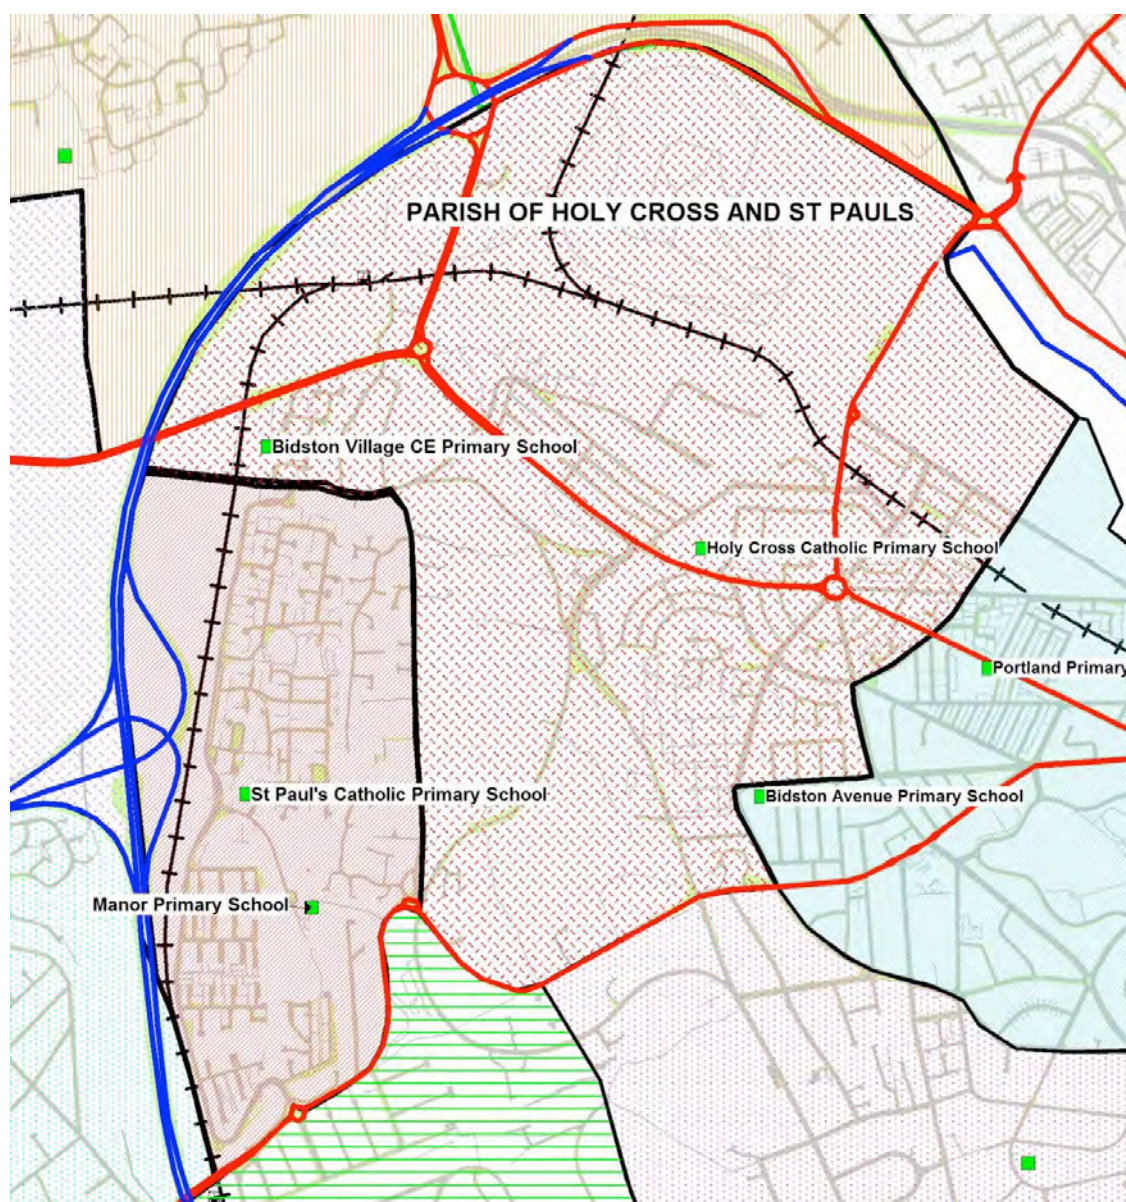 PARISH OF HOLY CROSS AND ST PAULS
Bidston Village CE Primary School
Holy Cross Catholic Primary School
Portland Primary
St Paul's Catholic Primary School
Bidston Avenue Primary School
Manor Primary School